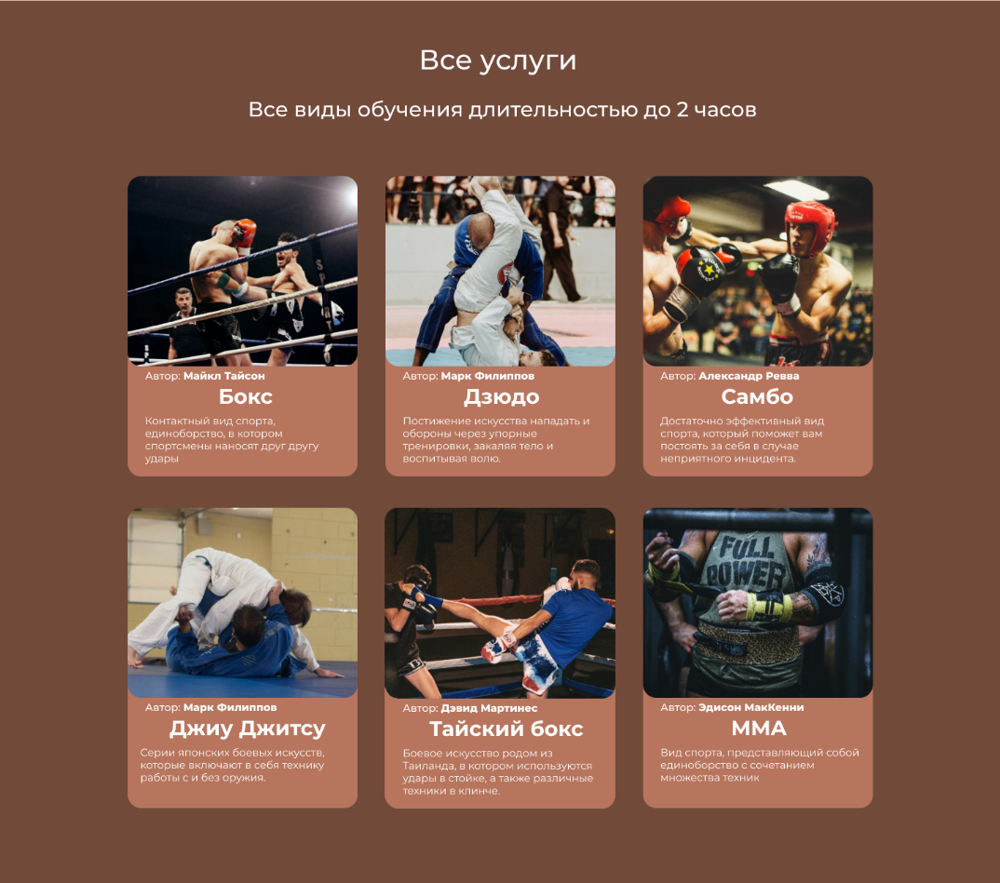 Все услуги
Все виды обучения длительностью до 2 часов
Автор: Майкл Тайсон
Бокс
Контактный вид спорта,
единоборство, в котором
спортсмены наносят друг другу
удары
Автор: Марк Филиппов
Дзюдо
Постижение искусства нападать и
обороны через упорные
тренировки, закаляя тело и
воспитывая волю.
Автор: Александр Ревва
Самбо
Достаточно эффективный вид
спорта, который поможет вам
постоять за себя в случае
неприятного инцидента.
Автор: Марк Филиппов
Джиу Джитсу
Серии японских боевых искусств,
которые включают в себя технику
работы с и без оружия.
Автор: Дэвид Мартинес
Тайский бокс
Боевое искусство родом из
Таиланда, в котором используются
удары в стойке, а также различные
техники в клинче.
FULL
POWER
Автор: Эдисон МакКенни
ММА
Вид спорта, представляющий собой
единоборство с сочетанием
множества техник